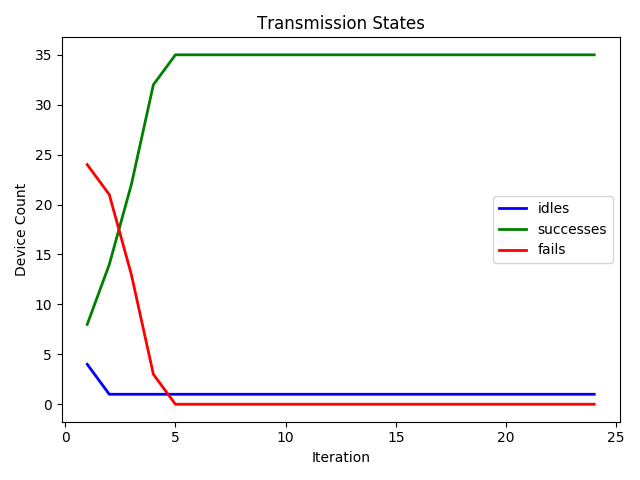 Transmission States
Device Count
35
30
25
20
15
10
5
0
idles
successes
fails
0 5 10 15 20 25
Iteration